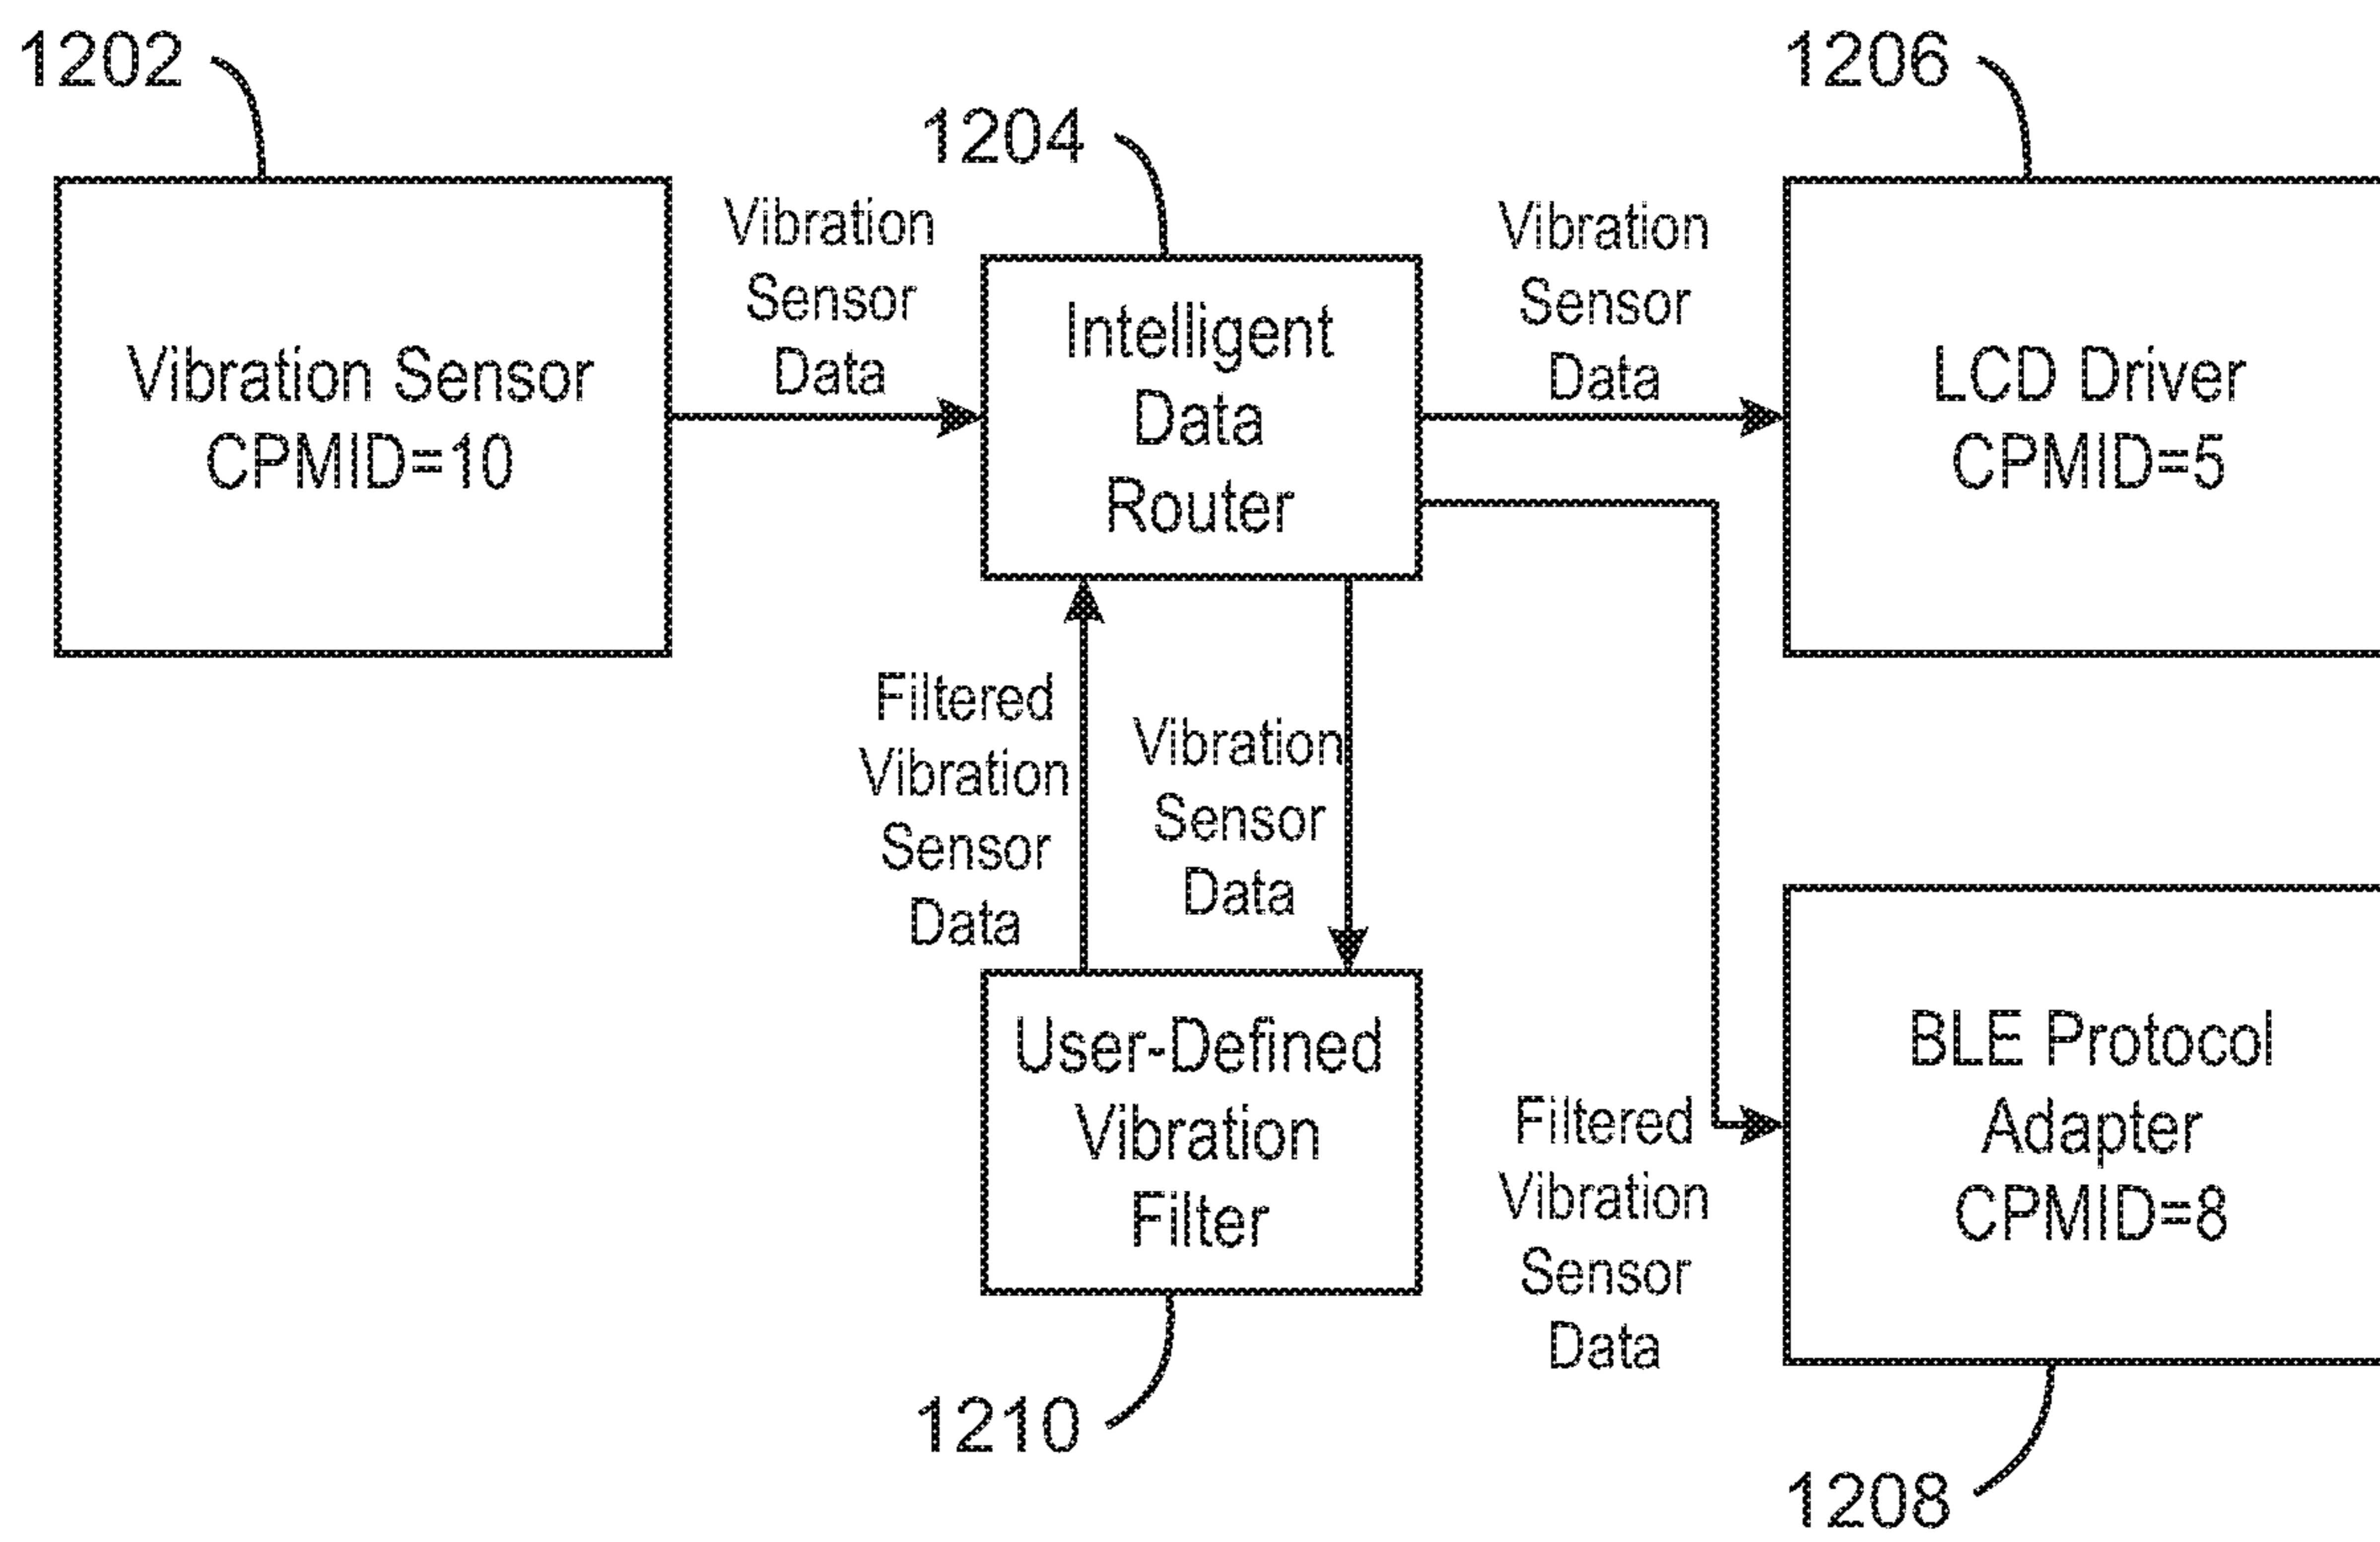 1202
1206
1204
Vibration
Sensor
Data
Vibration
Sensor
Data
Vibration Sensor
CPMID=10
Intelligent
Data
Router
LCD Driver
CPMID=5
Filtered
Vibration
Sensor
Data
Vibration
Sensor
Data
User-Defined
Vibration
Filter
Filtered
Vibration
Sensor
Data
BLE Protocol
Adapter
CPMID=8
1210
1208